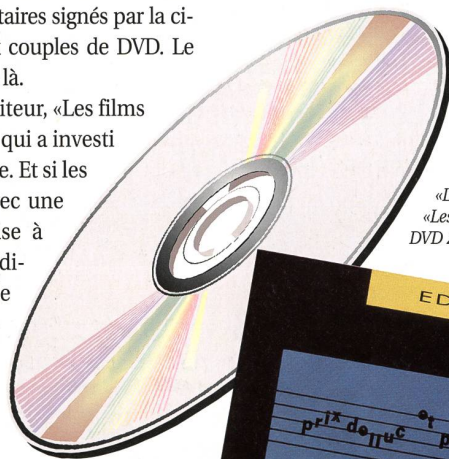 taires signés par la ci-
couples de DVD. Le
là.
iteur, «Les films
qui a investi
e. Et si les
ec une
se à
di-
e
«L
«Les
DVD
ED
prix delluc et p